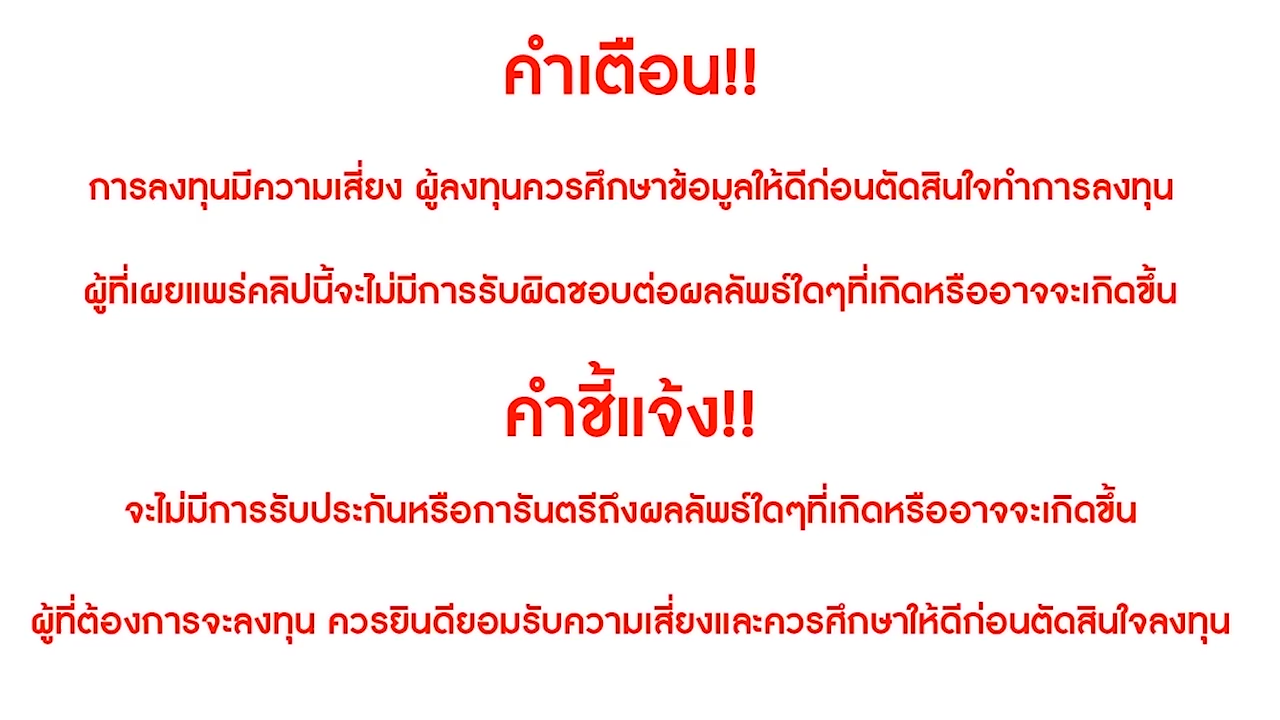 คำเตือน!!
การลงทุนมีความเสี่ยง ผู้ลงทุนควรศึกษาข้อมูลให้ดีก่อนตัดสินใจทำการลงทุน
ผู้ที่เผยแพร่คลิปนี้จะไม่มีการรับผิดชอบต่อผลลัพธ์ใดๆที่เกิดหรืออาจจะเกิดขึ้น
คำชี้แจ้ง!!
จะไม่มีการรับประกันหรือการันตรีถึงผลลัพธ์ใดๆที่เกิดหรืออาจจะเกิดขึ้น
ผู้ที่ต้องการจะลงทุน ควรยินดียอมรับความเสี่ยงและควรศึกษาให้ดีก่อนตัดสินใจลงทุน